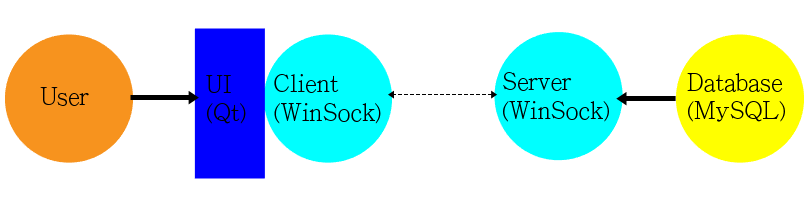 User
UI
(Qt)
Client
(WinSock)
Server
(WinSock)
Database
(MySQL)